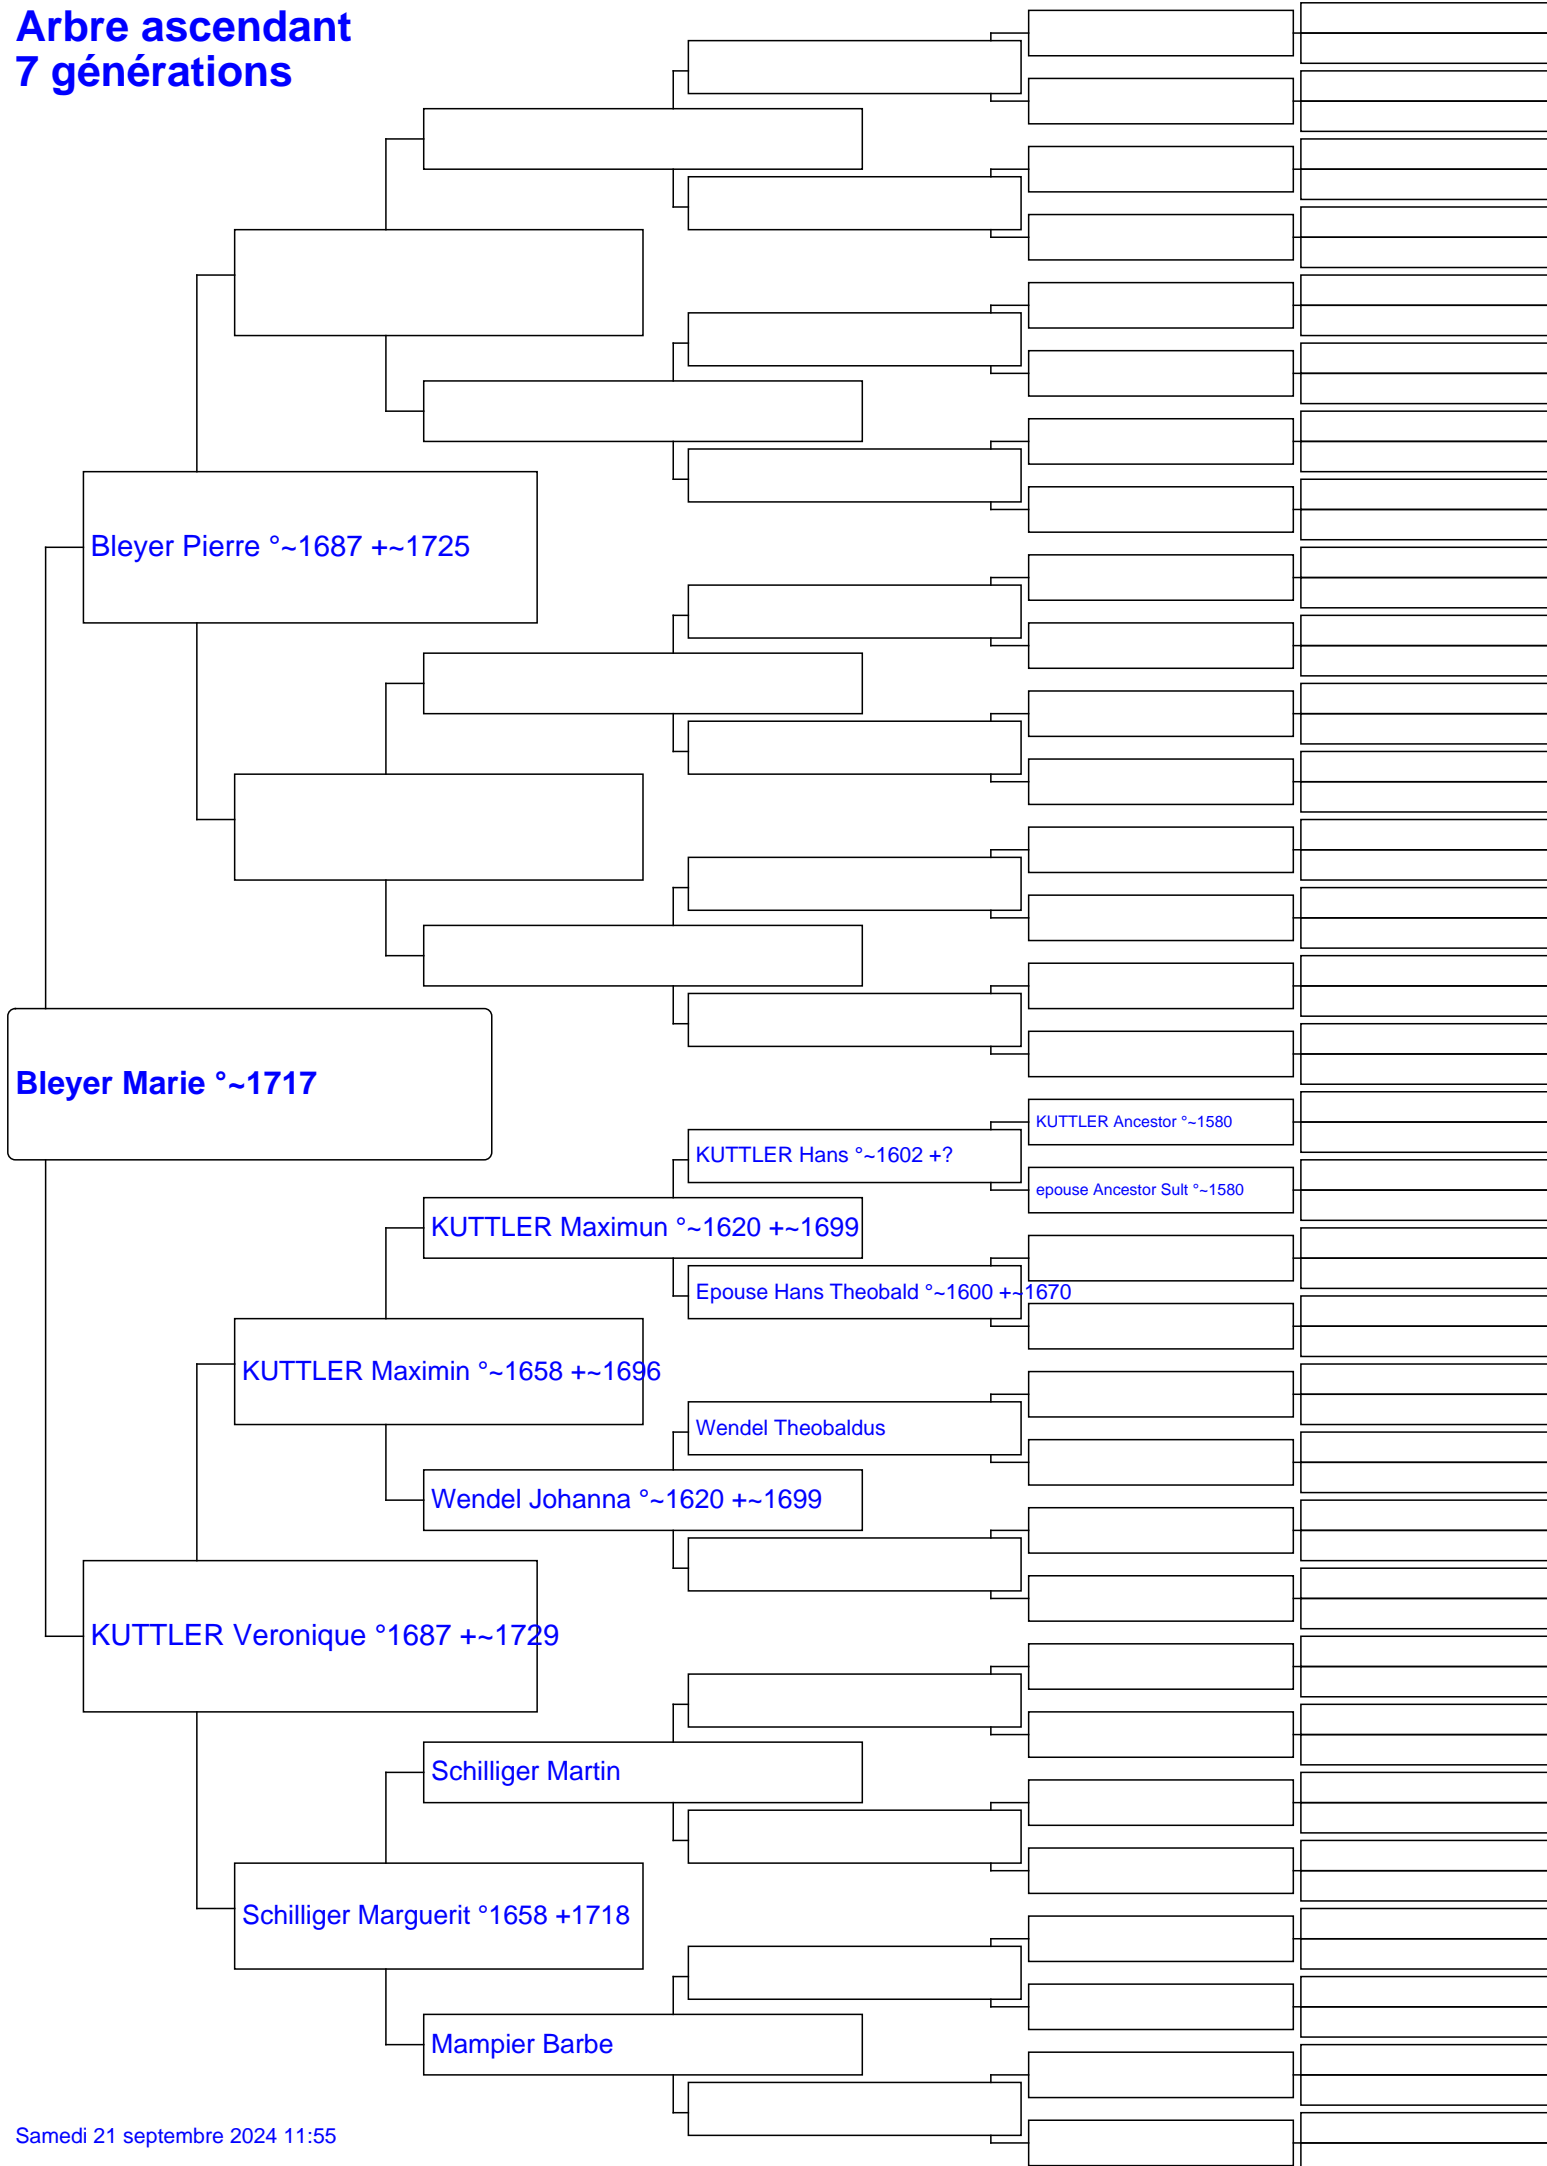 Arbre ascendant
7 générations
Bleyer Pierre °~1687 +~1725
Bleyer Marie °~1717
KUTTLER Ancestor °~1580
KUTTLER Hans °~1602 +?
epouse Ancestor Sult °~1580
KUTTLER Maximun °~1620 +~1699
Epouse Hans Theobald °~1600 +~1670
KUTTLER Maximin °~1658 +~1696
Wendel Theobaldus
Wendel Johanna °~1620 +~1699
KUTTLER Veronique °1687 +~1729
Schilliger Martin
Schilliger Marguerit °1658 +1718
Mampier Barbe
Samedi 21 septembre 2024 11:55